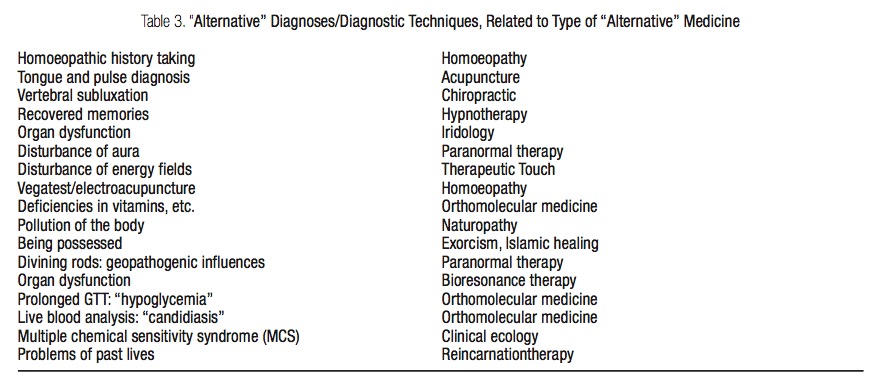 Table 3. "Alternative" Diagnoses/Diagnostic Techniques, Related to Type of "Alternative" Medicine
Homoeopathic history taking Homoeopathy
Tongue and pulse diagnosis Acupuncture
Vertebral subluxation Chiropractic
Recovered memories Hypnotherapy
Organ dysfunction Iridology
Disturbance of aura Paranormal therapy
Disturbance of energy fields Therapeutic Touch
Vegatest/electroacupuncture Homoeopathy
Deficiencies in vitamins, etc. Orthomolecular medicine
Pollution of the body Naturopathy
Being possessed Exorcism, Islamic healing
Divining rods: geopathogenic influences Paranormal therapy
Organ dysfunction Bioresonance therapy
Prolonged GTT: "hypoglycemia" Orthomolecular medicine
Live blood analysis: "candidiasis" Orthomolecular medicine
Multiple chemical sensitivity syndrome (MCS) Clinical ecology
Problems of past lives Reincarnationtherapy